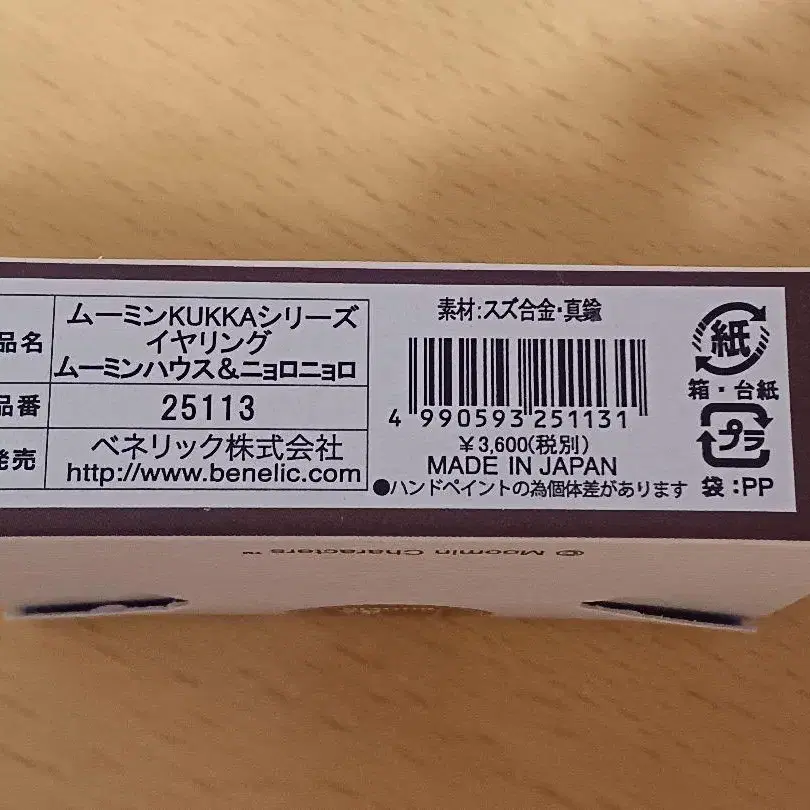 品名
ムーミンKUKKAシリーズ
イヤリング
ムーミンハウス&ニョロニョロ
品番
25113
発売
ベネリック株式会社
http://www.benelic.com
素材:スズ合金・真鍮
4 990593 251131
¥3,600(税別)
MADE IN JAPAN
●ハンドペイントの為個体差があります
紙
箱・台紙
プラ
袋:PP
© Moomin Characters™